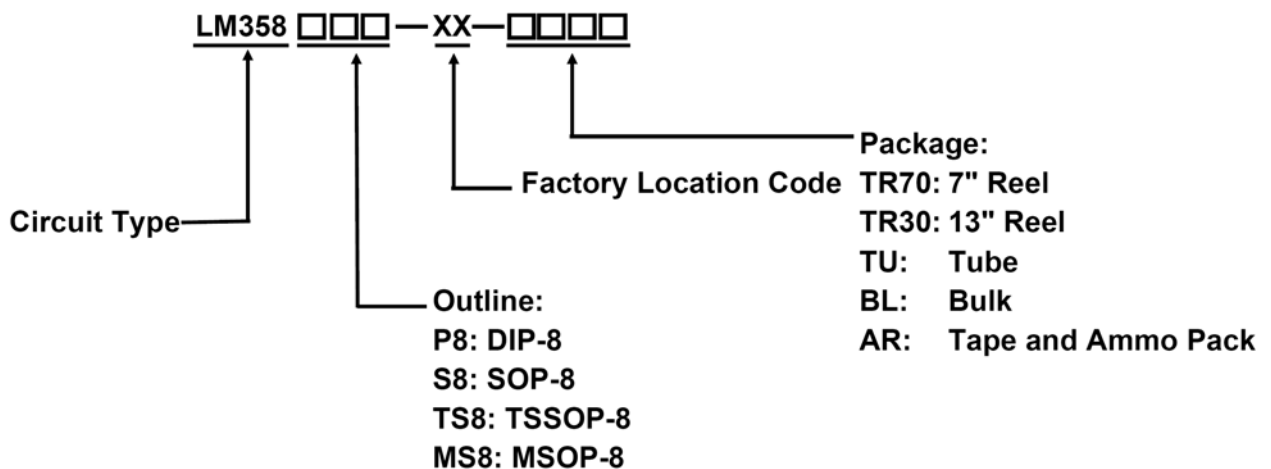 LM358 □□□ — XX — □□□□
Package:
Factory Location Code TR70: 7" Reel
Circuit Type TR30: 13" Reel
TU: Tube
Outline: BL: Bulk
P8: DIP-8 AR: Tape and Ammo Pack
S8: SOP-8
TS8: TSSOP-8
MS8: MSOP-8